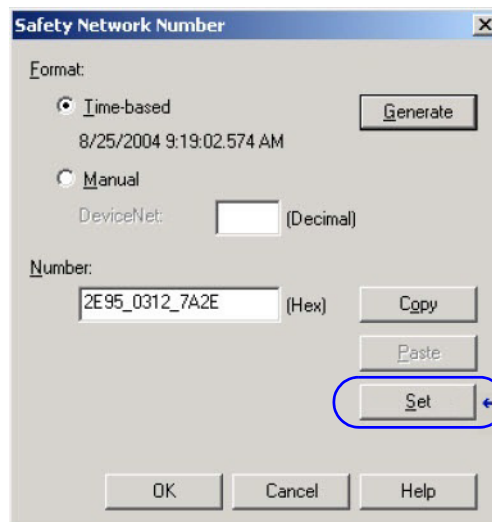 Safety Network Number
Format:
Time-based
Generate
8/25/2004 9:19:02.574 AM
Manual
DeviceNet:
(Decimal)
Number:
2E95_0312_7A2E
(Hex)
Copy
Paste
Set
OK
Cancel
Help